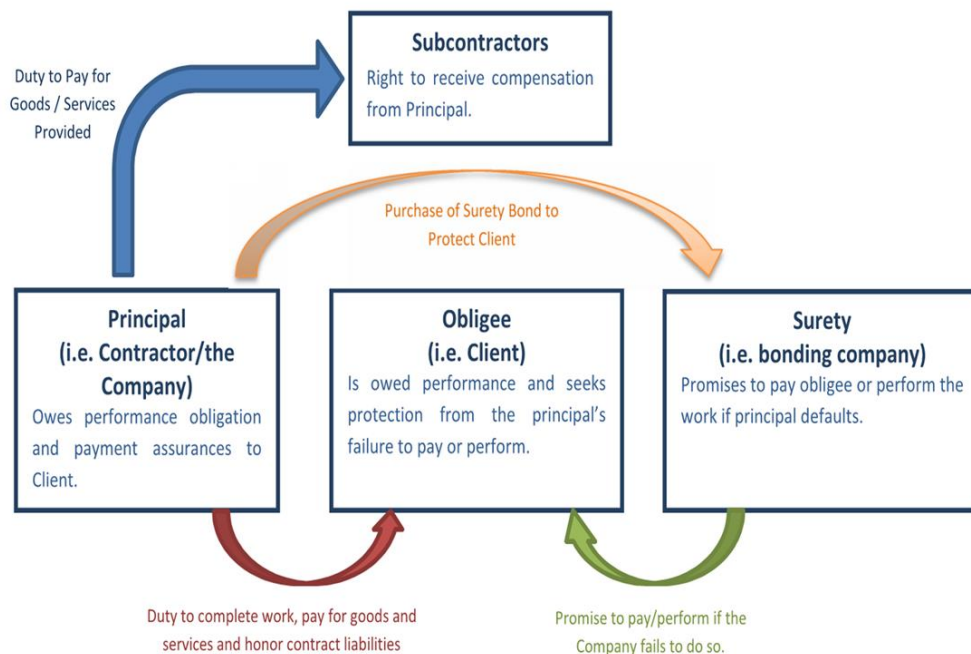 Subcontractors
Right to receive compensation
from Principal.
Duty to Pay for
Goods / Services
Provided
Purchase of Surety Bond to
Protect Client
Principal
(i.e. Contractor/the
Company)
Owes performance obligation
and payment assurances to
Client.
Obligee
(i.e. Client)
Is owed performance and seeks
protection from the principal's
failure to pay or perform.
Surety
(i.e. bonding company)
Promises to pay obligee or perform the
work if principal defaults.
Duty to complete work, pay for goods and
services and honor contract liabilities
Promise to pay/perform if the
Company fails to do so.